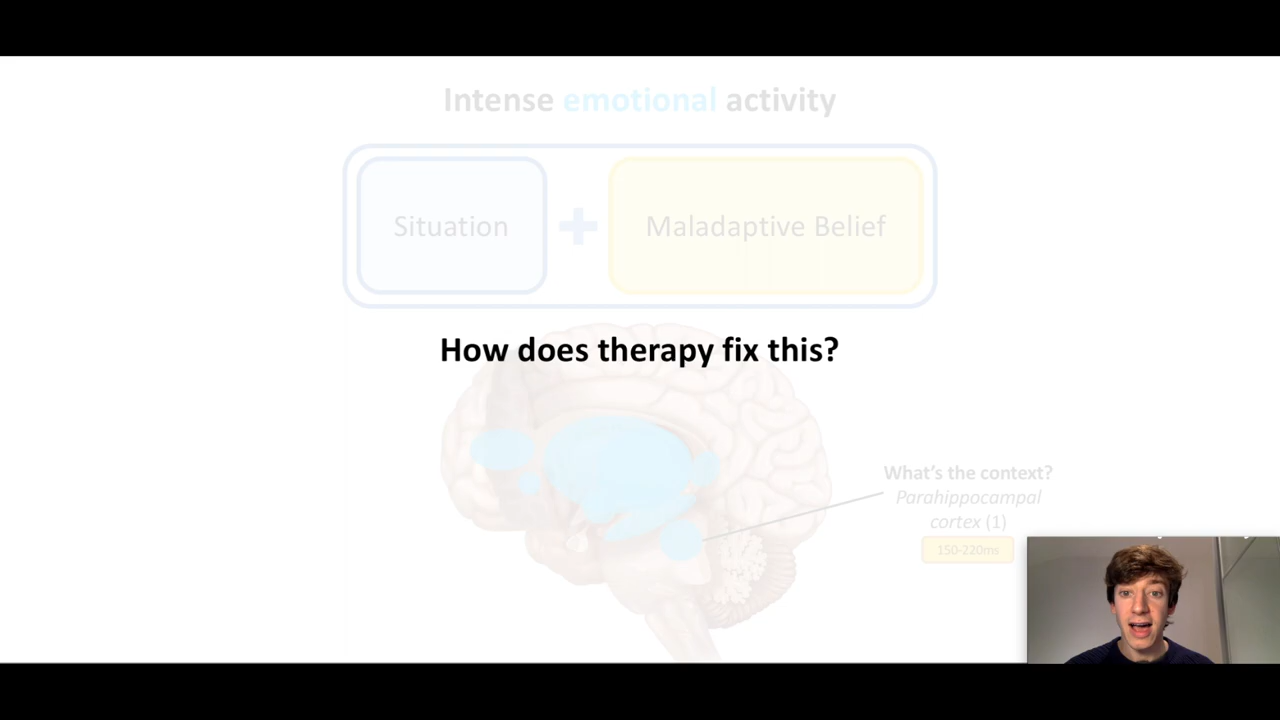 Intense emotional activity
Situation
Maladaptive Belief
How does therapy fix this?
What's the context?
Parahippocampal
cortex (1)
150-220ms